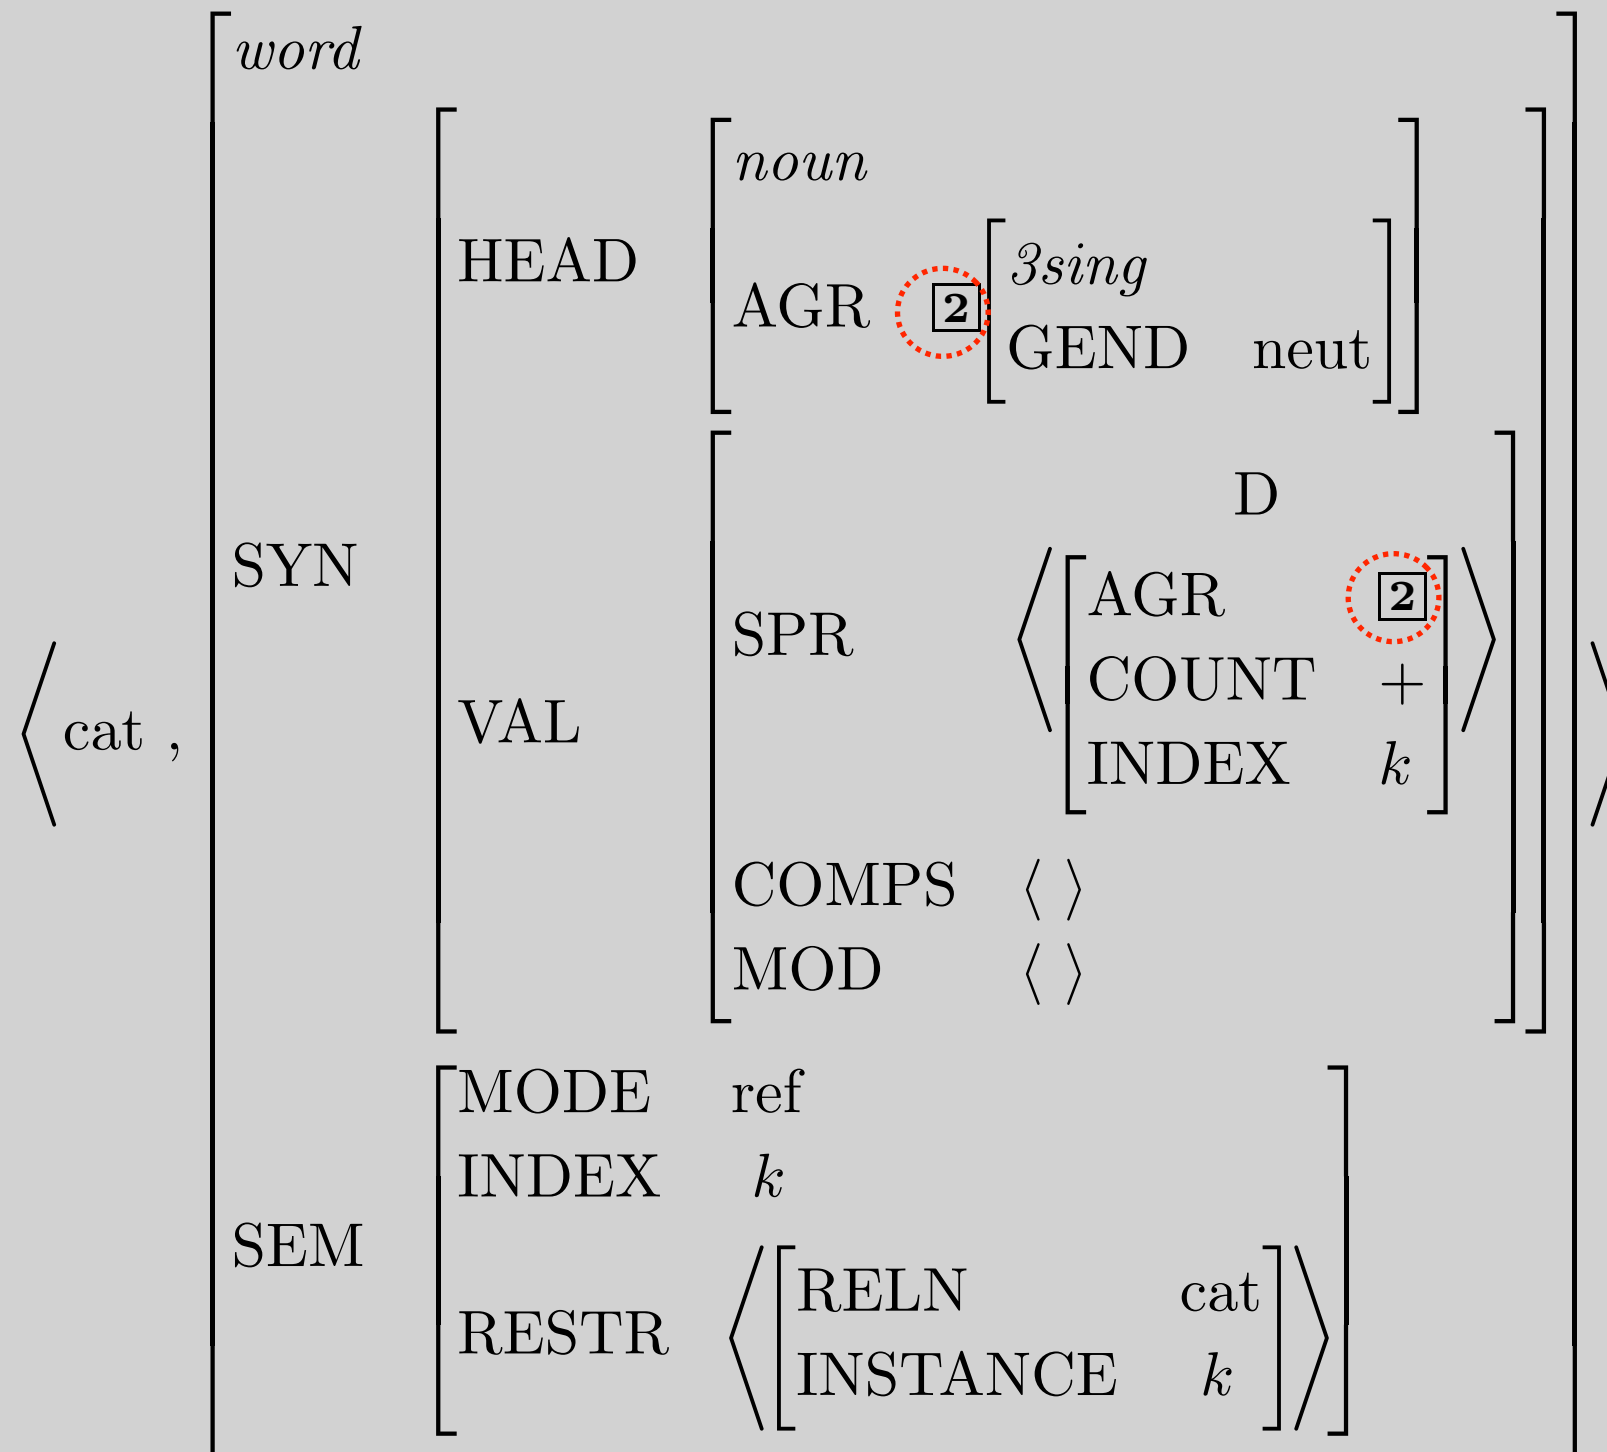 word
noun
3sing
HEAD
AGR 2
GEND neut
D
SYN
AGR 2
SPR
COUNT +
VAL
⟨ cat ,
INDEX k
COMPS ⟨ ⟩
MOD ⟨ ⟩
MODE ref
INDEX k
SEM
RELN cat
RESTR
INSTANCE k